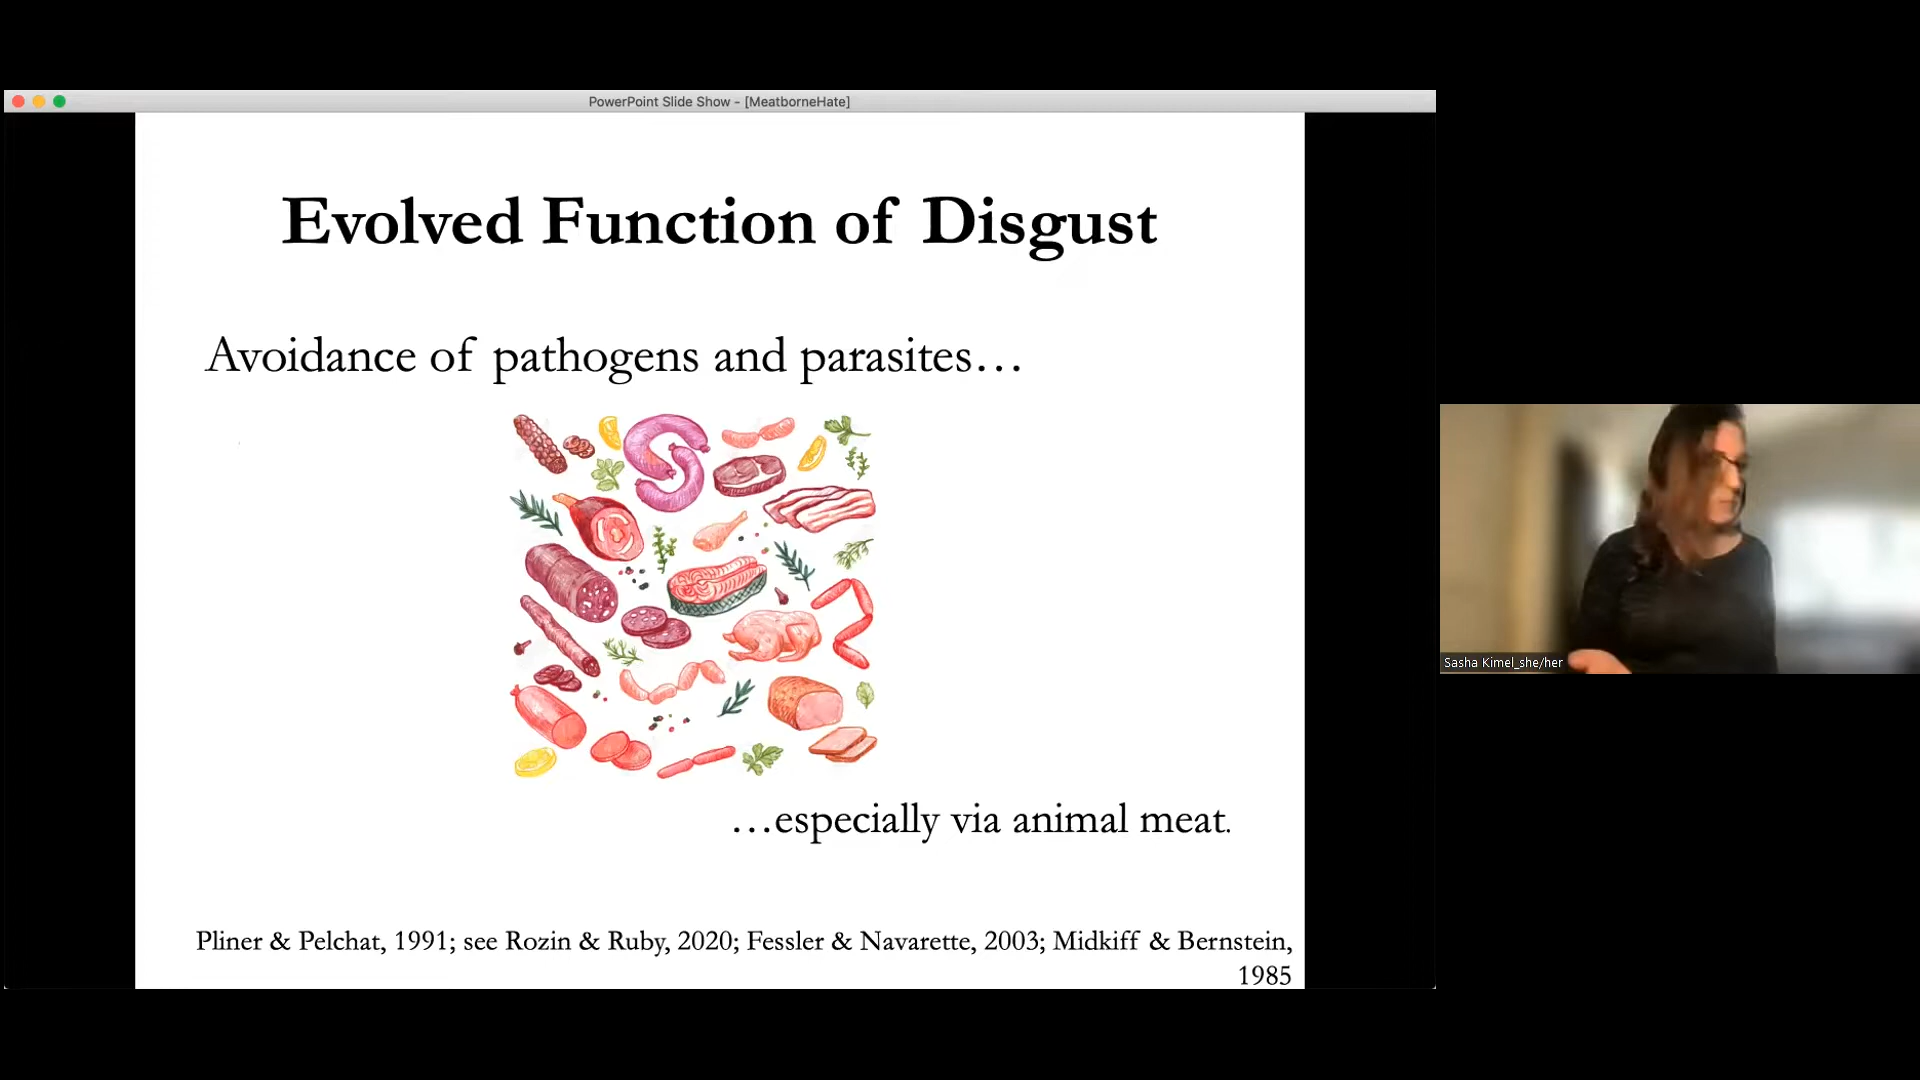 PowerPoint Slide Show - [MeatborneHate]
Evolved Function of Disgust
Avoidance of pathogens and parasites…
…especially via animal meat.
Pliner & Pelchat, 1991; see Rozin & Ruby, 2020; Fessler & Navarette, 2003; Midkiff & Bernstein,
1985
Sasha Kimel_she/her